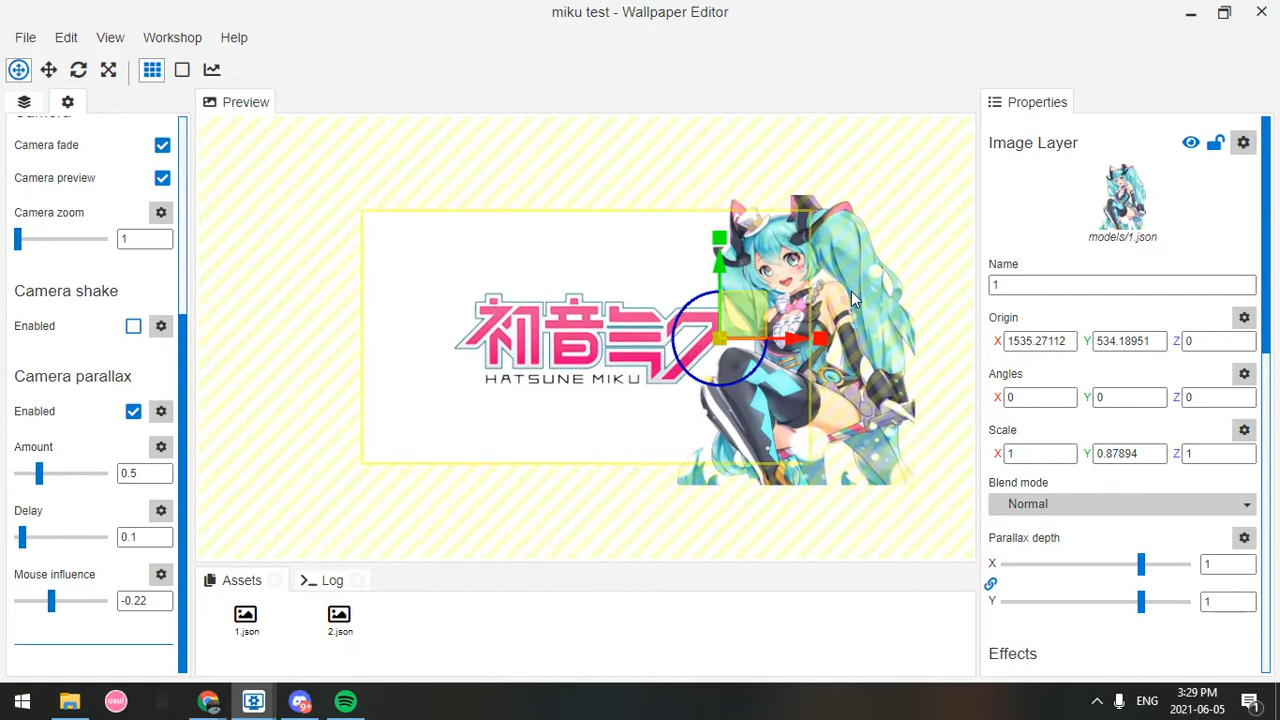 miku test - Wallpaper Editor
File Edit View Workshop Help
Preview
Properties
Camera fade
Camera preview
Camera zoom
1
Camera shake
Enabled
Camera parallax
Enabled
Amount
0.5
Delay
0.1
Mouse influence
-0.22
初音ミク
HATSUNE MIKU
Assets
Log
1.json
2.json
Image Layer
models/1.json
Name
1
Origin
X 1535.27112 Y 534.18951 Z 0
Angles
X 0 Y 0 Z 0
Scale
X 1 Y 0.87894 Z 1
Blend mode
Normal
Parallax depth
X 1
Y 1
Effects
osu!
9+
ENG
3:29 PM
2021-06-05
1